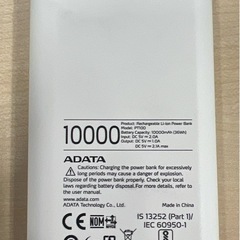 Product: Rechargeable Li-ion Power Bank
Model: PT100
Battery Capacity: 10000mAh (36Wh)
Input: DC 5V ⎓ 2.0A
Output: DC 5V ⎓ 1.0A
DC 5V ⎓ 2.1A max
10000
ADATA
Caution: Charging the power bank for excessively
long periods may cause a danger of explosion.
Dispose of the power bank properly. Check your local
laws regarding battery disposal.For more details, refer
to the user manual.
www.adata.com
ADATA Technology Co., Ltd.
Made in China
CE
NOM
IS 13252 (Part 1)/
IEC 60950-1